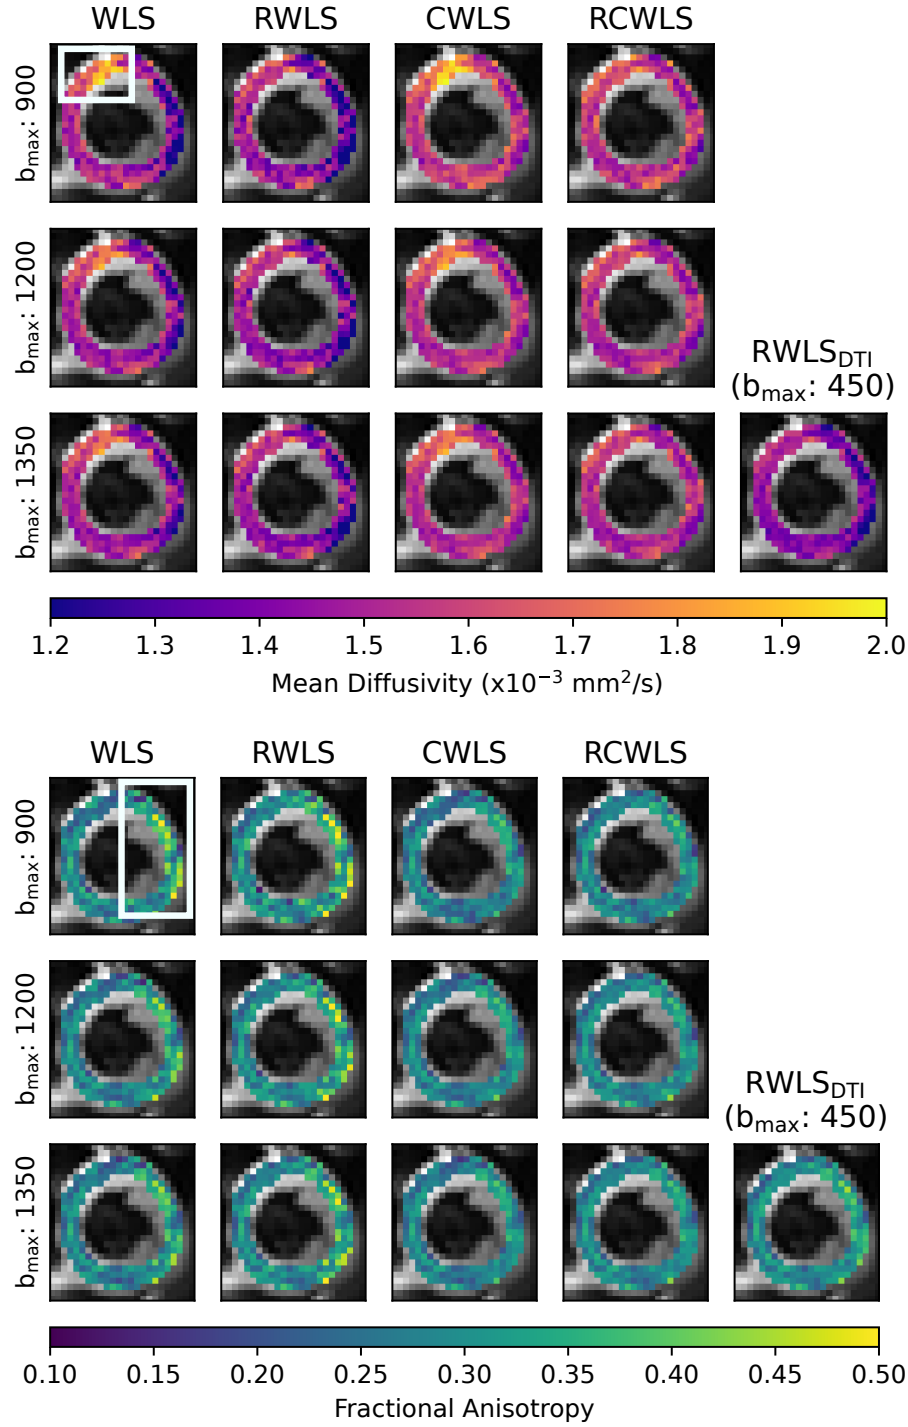 WLS RWLS CWLS RCWLS
bmax: 900
bmax: 1200
RWLSDTI
(bmax: 450)
bmax: 1350
1.2 1.3 1.4 1.5 1.6 1.7 1.8 1.9 2.0
Mean Diffusivity (x10⁻³ mm²/s)
WLS RWLS CWLS RCWLS
bmax: 900
bmax: 1200
RWLSDTI
(bmax: 450)
bmax: 1350
0.10 0.15 0.20 0.25 0.30 0.35 0.40 0.45 0.50
Fractional Anisotropy